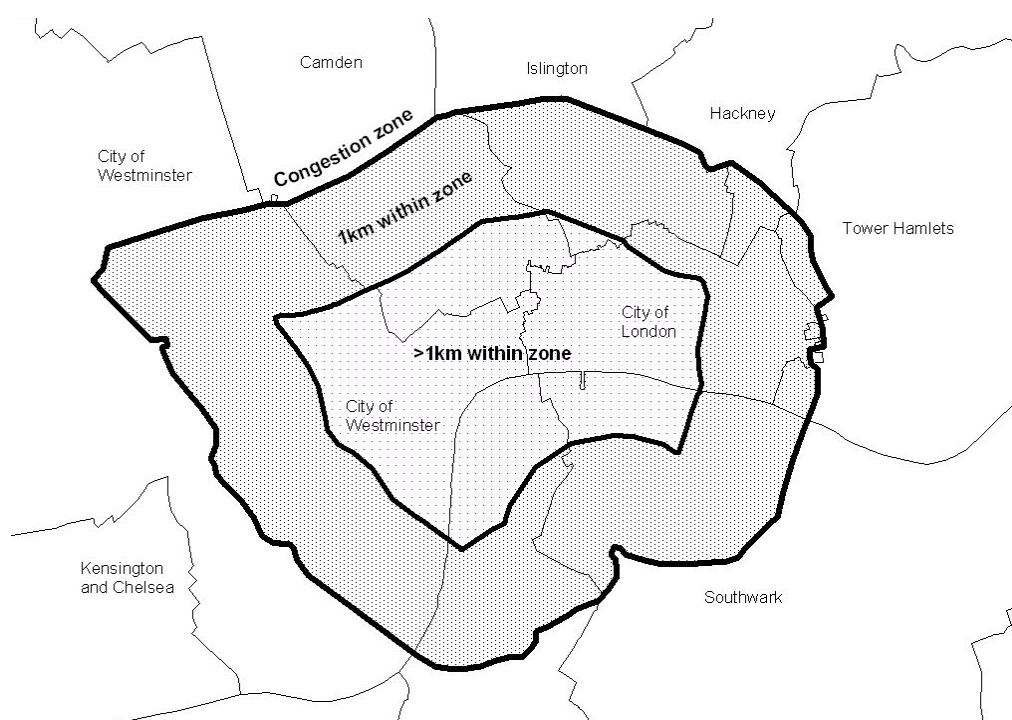 Camden
Islington
Hackney
City of
Westminster
Congestion zone
1km within zone
Tower Hamlets
City of
London
>1km within zone
City of
Westminster
Kensington
and Chelsea
Southwark